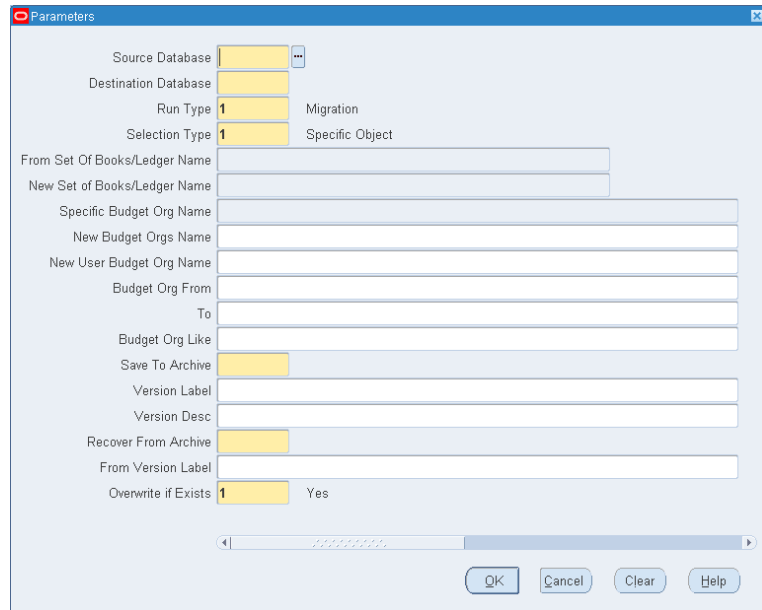 Parameters
Source Database
Destination Database
Run Type 1 Migration
Selection Type 1 Specific Object
From Set Of Books/Ledger Name
New Set of Books/Ledger Name
Specific Budget Org Name
New Budget Orgs Name
New User Budget Org Name
Budget Org From
To
Budget Org Like
Save To Archive
Version Label
Version Desc
Recover From Archive
From Version Label
Overwrite if Exists 1 Yes
OK Cancel Clear Help